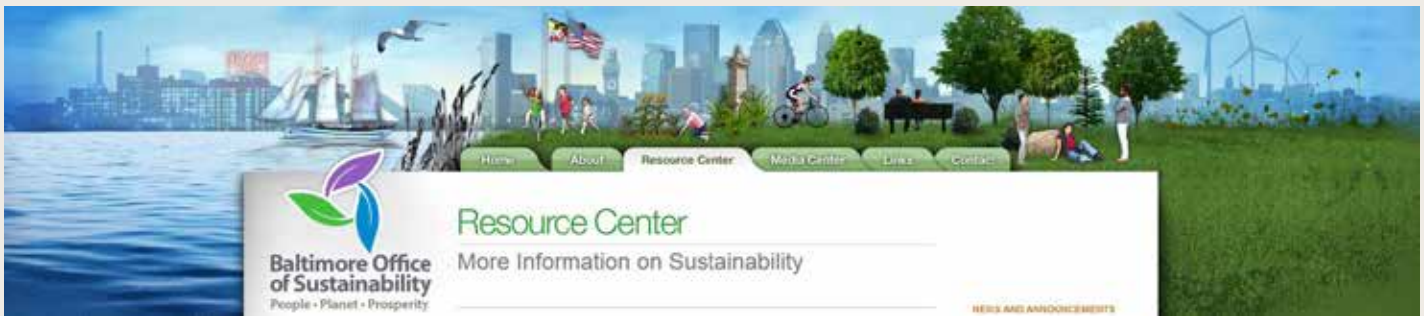 Home About Resource Center Media Center Links Contact
Resource Center
More Information on Sustainability
Baltimore Office
of Sustainability
People • Planet • Prosperity
NEWS AND ANNOUNCEMENTS